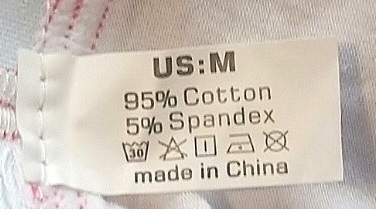 US:M
95% Cotton
5% Spandex
30
made in China